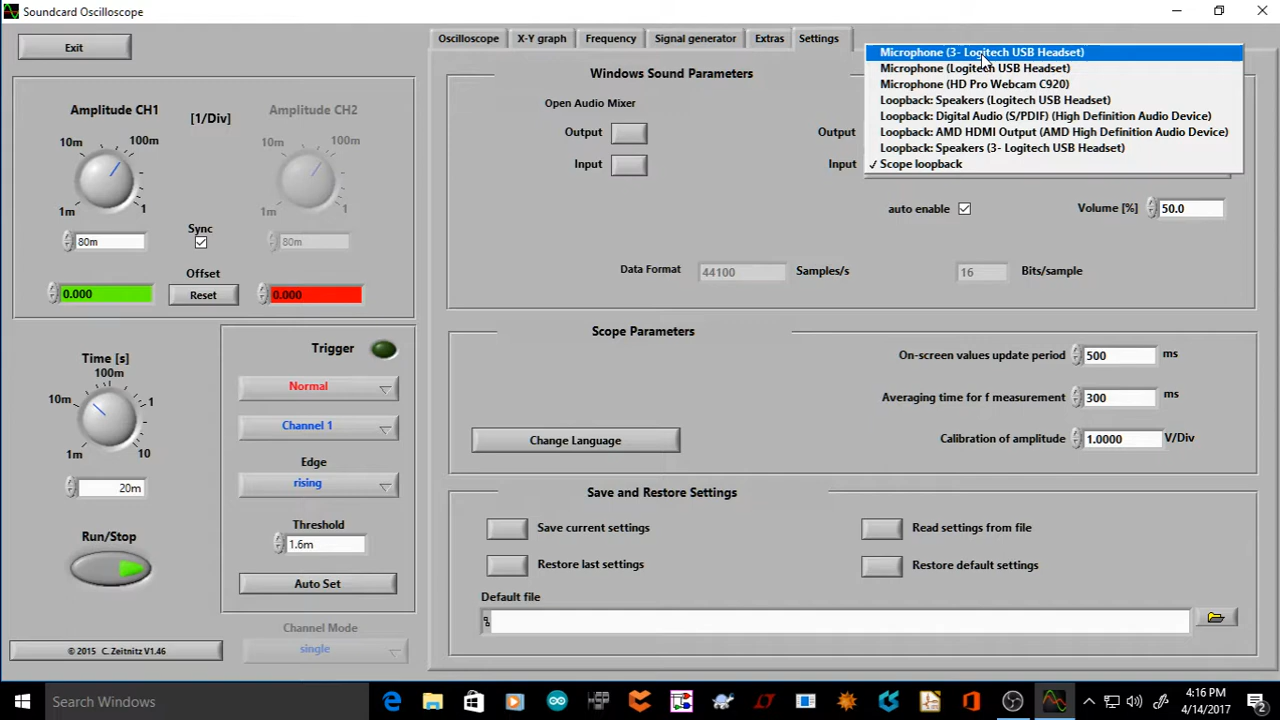 Soundcard Oscilloscope
Exit
Oscilloscope
X-Y graph
Frequency
Signal generator
Extras
Settings
Microphone (3- Logitech USB Headset)
Microphone (Logitech USB Headset)
Microphone (HD Pro Webcam C920)
Loopback: Speakers (Logitech USB Headset)
Loopback: Digital Audio (S/PDIF) (High Definition Audio Device)
Loopback: AMD HDMI Output (AMD High Definition Audio Device)
Loopback: Speakers (3- Logitech USB Headset)
✓ Scope loopback
Windows Sound Parameters
Open Audio Mixer
Output
Output
Input
Input
auto enable
Volume [%]
50.0
Data Format
44100
Samples/s
16
Bits/sample
Amplitude CH1
[1/Div]
Amplitude CH2
10m
100m
1m
1
10m
100m
1m
1
Sync
80m
80m
Offset
0.000
Reset
0.000
Time [s]
100m
10m
1
1m
10
20m
Run/Stop
Trigger
Normal
Channel 1
Edge
rising
Threshold
1.6m
Auto Set
Channel Mode
single
© 2015 C. Zeitnitz V1.46
Scope Parameters
On-screen values update period
500
ms
Averaging time for f measurement
300
ms
Change Language
Calibration of amplitude
1.0000
V/Div
Save and Restore Settings
Save current settings
Read settings from file
Restore last settings
Restore default settings
Default file
Search Windows
4:16 PM
4/14/2017
2